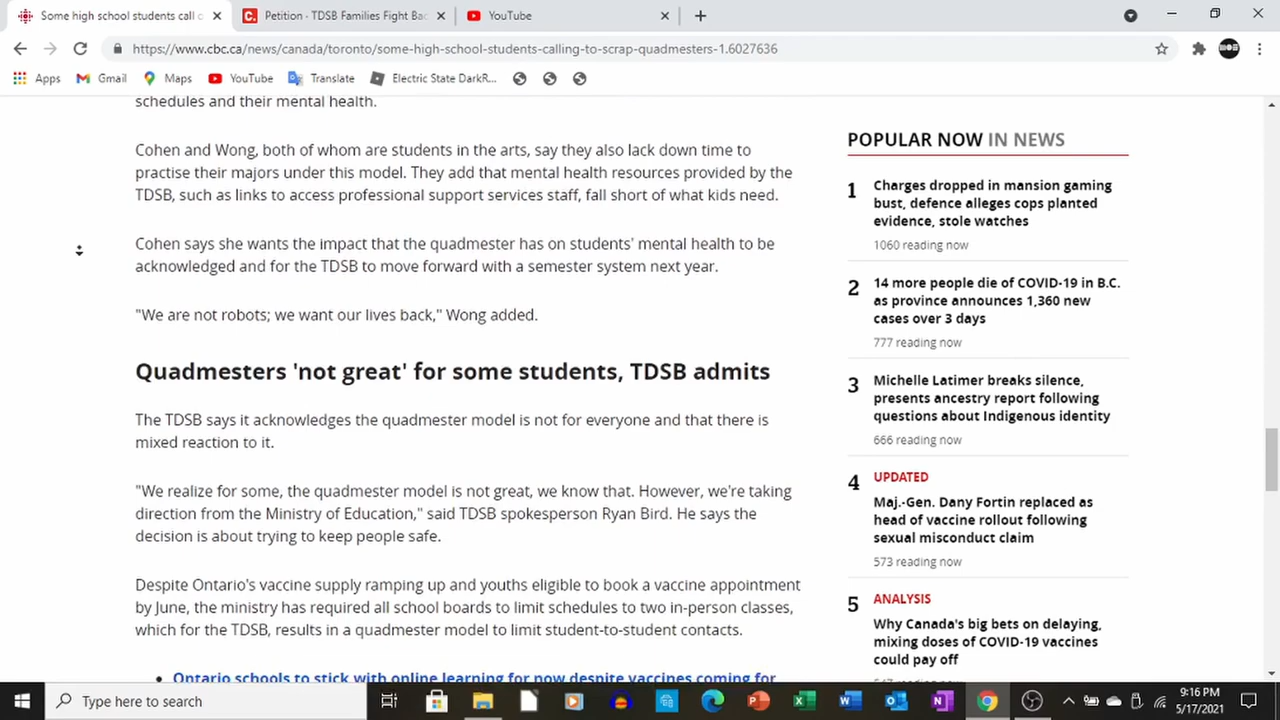 Some high school students call o
Petition - TDSB Families Fight Bac
YouTube
https://www.cbc.ca/news/canada/toronto/some-high-school-students-calling-to-scrap-quadmesters-1.6027636
Apps
Gmail
Maps
YouTube
Translate
Electric State DarkR...
schedules and their mental health.
Cohen and Wong, both of whom are students in the arts, say they also lack down time to
practise their majors under this model. They add that mental health resources provided by the
TDSB, such as links to access professional support services staff, fall short of what kids need.
Cohen says she wants the impact that the quadmester has on students' mental health to be
acknowledged and for the TDSB to move forward with a semester system next year.
"We are not robots; we want our lives back," Wong added.
Quadmesters 'not great' for some students, TDSB admits
The TDSB says it acknowledges the quadmester model is not for everyone and that there is
mixed reaction to it.
"We realize for some, the quadmester model is not great, we know that. However, we're taking
direction from the Ministry of Education," said TDSB spokesperson Ryan Bird. He says the
decision is about trying to keep people safe.
Despite Ontario's vaccine supply ramping up and youths eligible to book a vaccine appointment
by June, the ministry has required all school boards to limit schedules to two in-person classes,
which for the TDSB, results in a quadmester model to limit student-to-student contacts.
• Ontario schools to stick with online learning for now despite vaccines coming for
POPULAR NOW IN NEWS
1
Charges dropped in mansion gaming
bust, defence alleges cops planted
evidence, stole watches
1060 reading now
2
14 more people die of COVID-19 in B.C.
as province announces 1,360 new
cases over 3 days
777 reading now
3
Michelle Latimer breaks silence,
presents ancestry report following
questions about Indigenous identity
666 reading now
4
UPDATED
Maj.-Gen. Dany Fortin replaced as
head of vaccine rollout following
sexual misconduct claim
573 reading now
5
ANALYSIS
Why Canada's big bets on delaying,
mixing doses of COVID-19 vaccines
could pay off
Type here to search
9:16 PM
5/17/2021